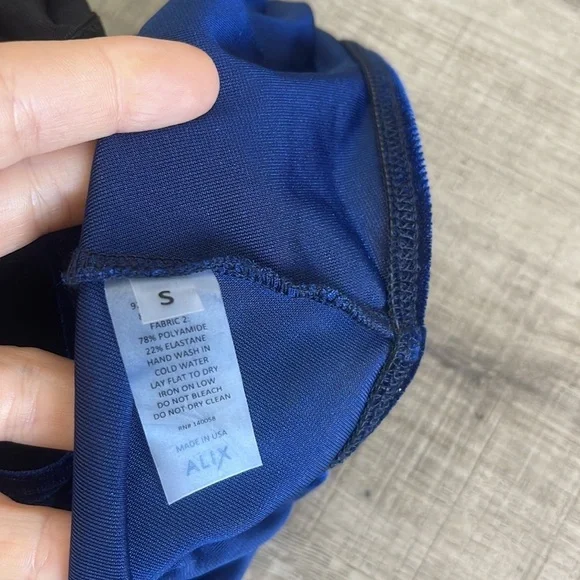 S
FABRIC 2:
78% POLYAMIDE
22% ELASTANE
HAND WASH IN
COLD WATER
LAY FLAT TO DRY
IRON ON LOW
DO NOT BLEACH
DO NOT DRY CLEAN
RN# 140058
MADE IN USA
ALIX